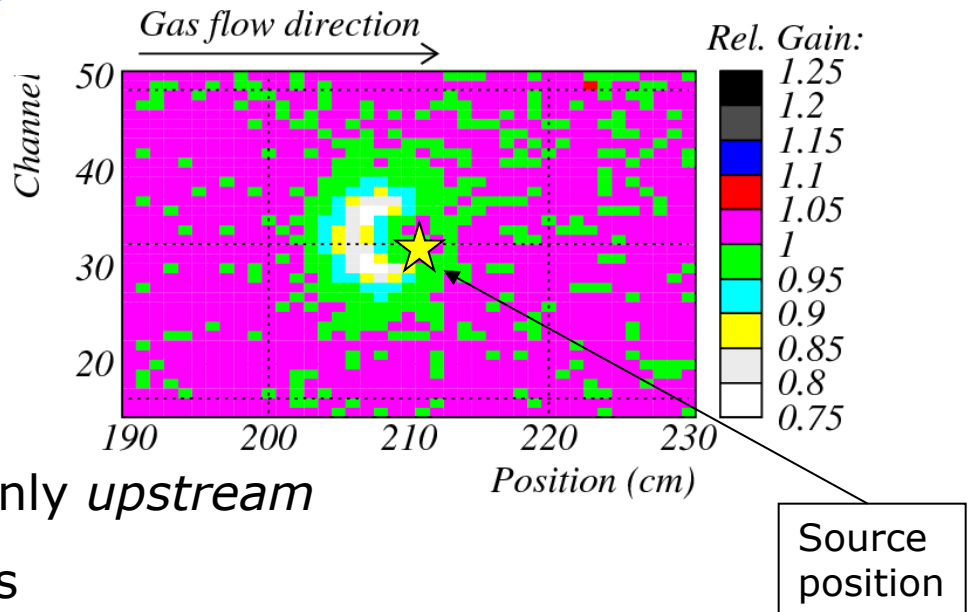 Gas flow direction
Rel. Gain:
Channel
50
40
30
20
190 200 210 220 230
Position (cm)
1.25
1.2
1.15
1.1
1.05
1
0.95
0.9
0.85
0.8
0.75
nly upstream
s
Source
position